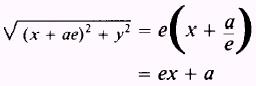 √(x + ae)² + y² = e(x + a/e)
= ex + a